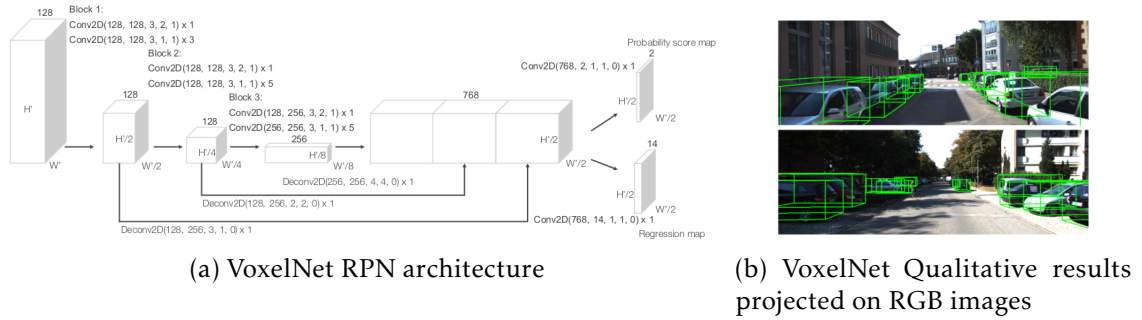 128
Block 1:
Conv2D(128, 128, 3, 2, 1) x 1
Conv2D(128, 128, 3, 1, 1) x 3
H'
W'
Block 2:
Conv2D(128, 128, 3, 2, 1) x 1
Conv2D(128, 128, 3, 1, 1) x 5
128
H'/2
W'/2
Block 3:
Conv2D(128, 256, 3, 2, 1) x 1
Conv2D(256, 256, 3, 1, 1) x 5
128
H'/4
W'/4
256
H'/8
W'/8
768
H'/2
W'/2
Deconv2D(256, 256, 4, 4, 0) x 1
Deconv2D(128, 256, 2, 2, 0) x 1
Deconv2D(128, 256, 3, 1, 0) x 1
Probability score map
2
Conv2D(768, 2, 1, 1, 0) x 1
H'/2
W'/2
14
H'/2
W'/2
Conv2D(768, 14, 1, 1, 0) x 1
Regression map
(a) VoxelNet RPN architecture
(b) VoxelNet Qualitative results
projected on RGB images